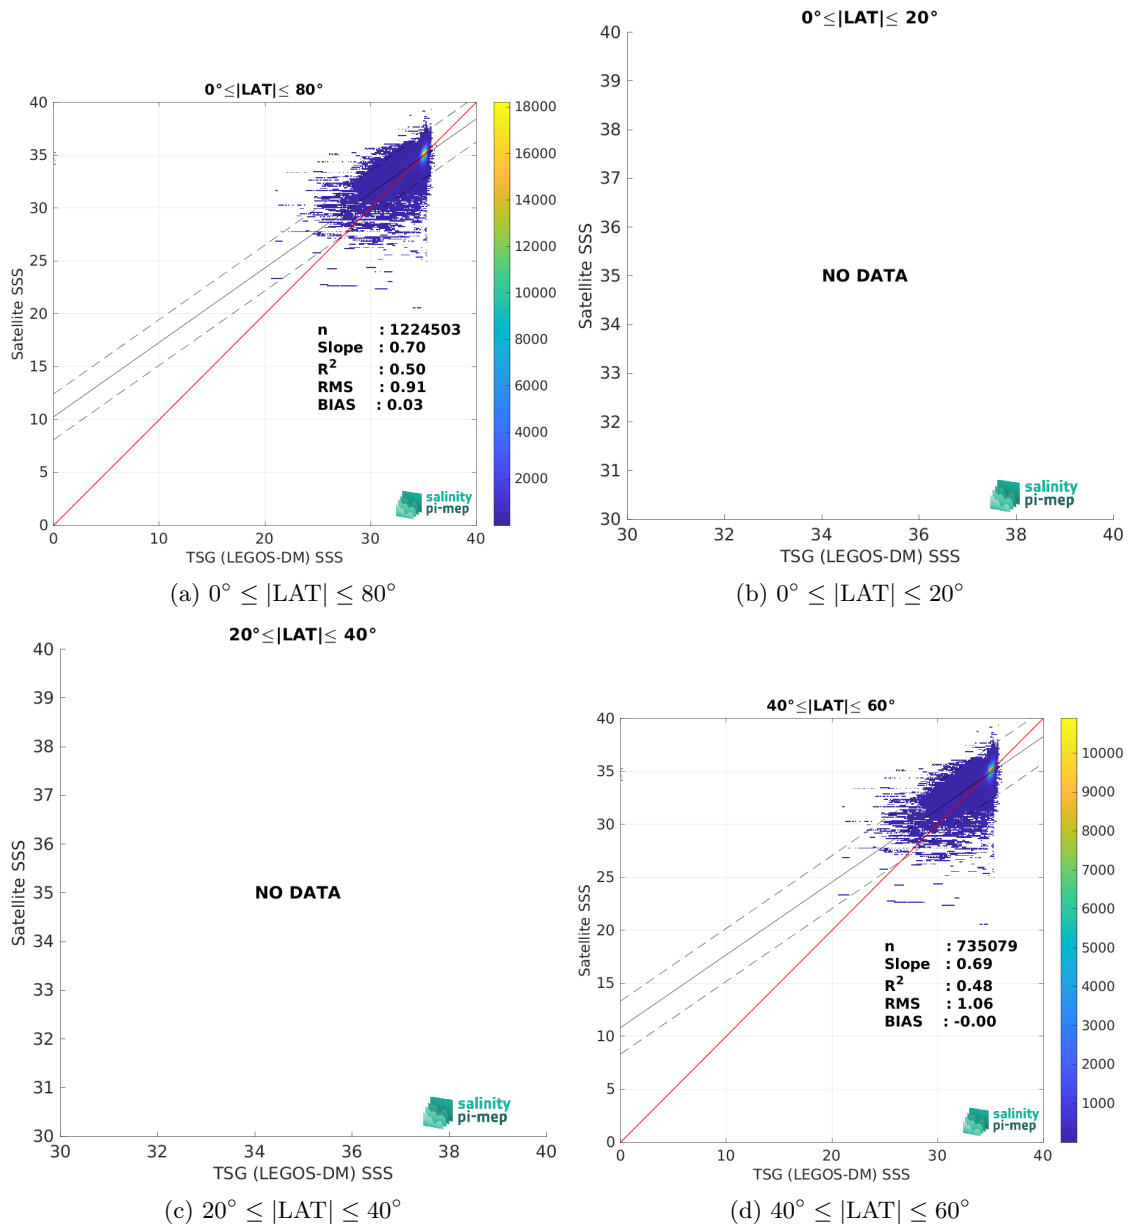 0°≤|LAT|≤ 80°
40
35
30
25
20
15
10
5
0
Satellite SSS
0
10
20
30
40
TSG (LEGOS-DM) SSS
18000
16000
14000
12000
10000
8000
6000
4000
2000
n : 1224503
Slope : 0.70
R² : 0.50
RMS : 0.91
BIAS : 0.03
salinity
pi-mep
(a) 0° ≤ |LAT| ≤ 80°
0°≤|LAT|≤ 20°
40
39
38
37
36
35
34
33
32
31
30
Satellite SSS
NO DATA
30
32
34
36
38
40
TSG (LEGOS-DM) SSS
salinity
pi-mep
(b) 0° ≤ |LAT| ≤ 20°
20°≤|LAT|≤ 40°
40
39
38
37
36
35
34
33
32
31
30
Satellite SSS
NO DATA
30
32
34
36
38
40
TSG (LEGOS-DM) SSS
salinity
pi-mep
(c) 20° ≤ |LAT| ≤ 40°
40°≤|LAT|≤ 60°
40
35
30
25
20
15
10
5
0
Satellite SSS
0
10
20
30
40
TSG (LEGOS-DM) SSS
10000
9000
8000
7000
6000
5000
4000
3000
2000
1000
n : 735079
Slope : 0.69
R² : 0.48
RMS : 1.06
BIAS : -0.00
salinity
pi-mep
(d) 40° ≤ |LAT| ≤ 60°